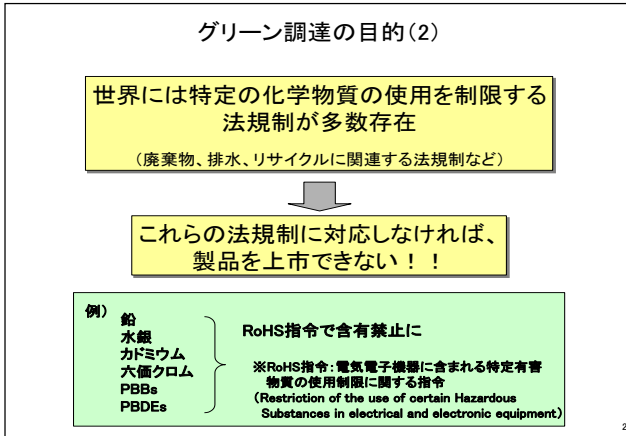 グリーン調達の目的(2)
世界には特定の化学物質の使用を制限する
法規制が多数存在
(廃棄物、排水、リサイクルに関連する法規制など)
これらの法規制に対応しなければ、
製品を上市できない!!
例)
鉛
水銀
カドミウム
六価クロム
PBBs
PBDEs
RoHS指令で含有禁止に
※RoHS指令:電気電子機器に含まれる特定有害
物質の使用制限に関する指令
(Restriction of the use of certain Hazardous
Substances in electrical and electronic equipment)
2